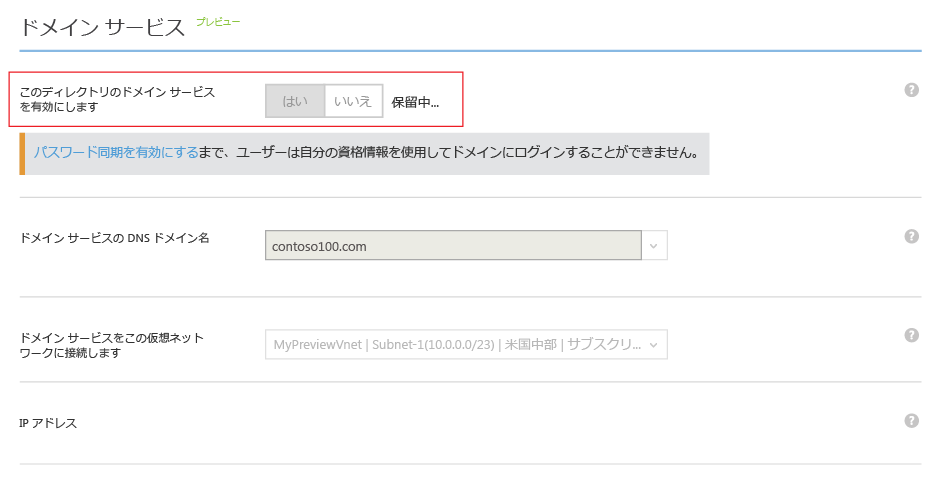 ドメイン サービス プレビュー
このディレクトリのドメイン サービス
を有効にします
はい いいえ 保留中...
?
パスワード同期を有効にするまで、ユーザーは自分の資格情報を使用してドメインにログインすることができません。
ドメイン サービスの DNS ドメイン名
contoso100.com
?
ドメイン サービスをこの仮想ネット
ワークに接続します
MyPreviewVnet | Subnet-1(10.0.0.0/23) | 米国中部 | サブスクリ...
?
IP アドレス
?